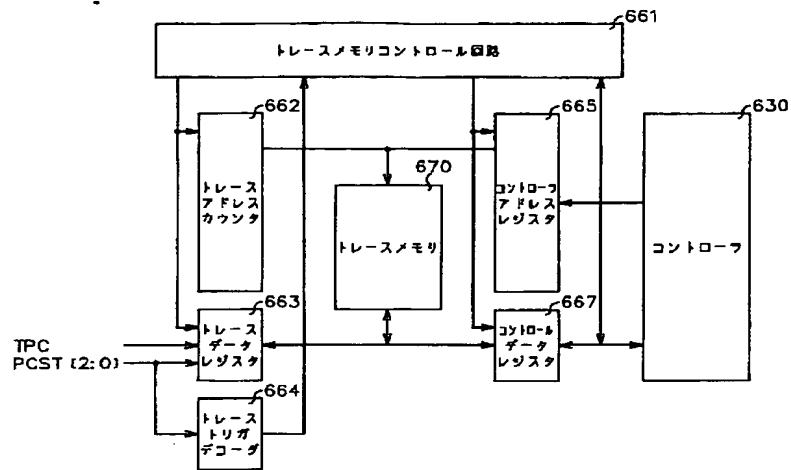 661
トレースメモリコントロール回路
662
665
630
670
トレース
アドレス
カウンタ
トレースメモリ
コントローラ
アドレス
レジスタ
コントローラ
663
667
トレース
データ
レジスタ
コントロール
データ
レジスタ
TPC
PCST [2:0]
664
トレース
トリガ
デコーダ